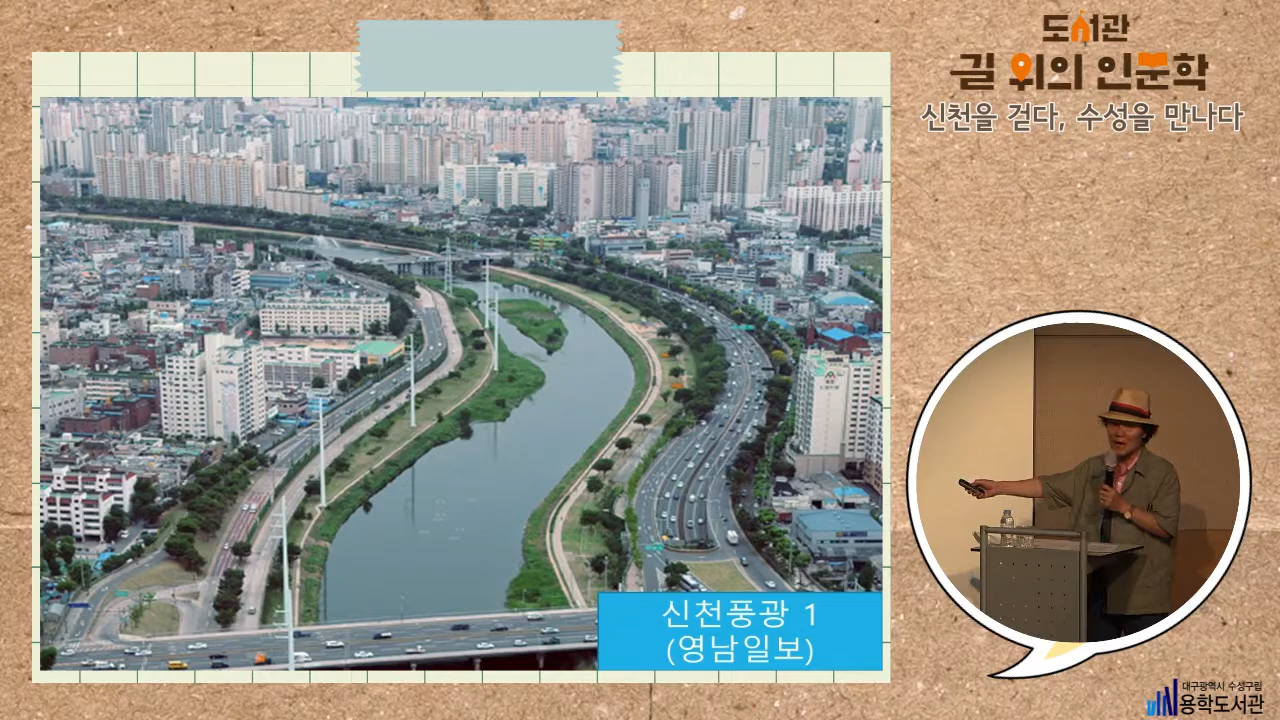 도서관
길 위의 인문학
신천을 걷다, 수성을 만나다
신천풍광 1
(영남일보)
대구광역시 수성구립
용학도서관